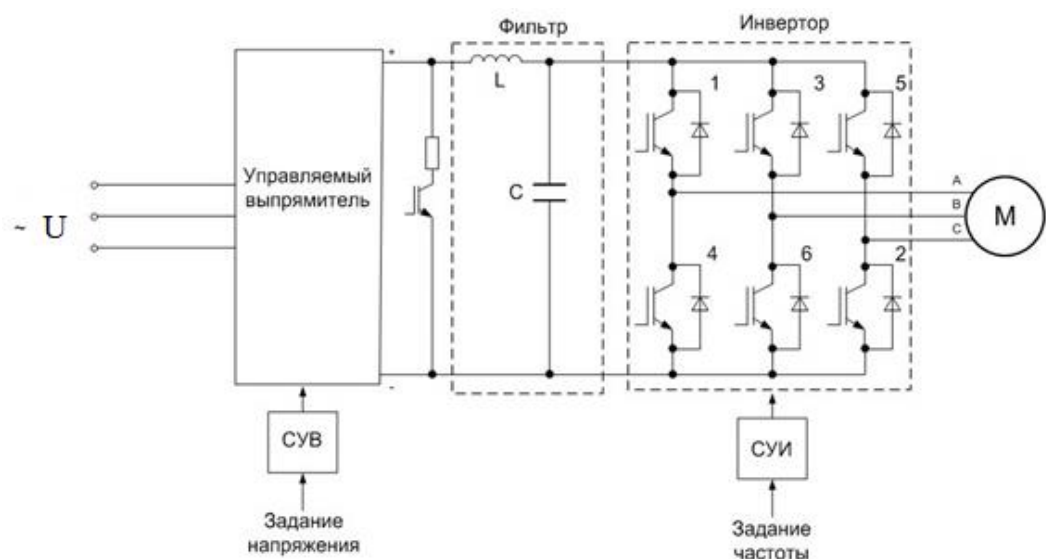 Фильтр
Инвертор
+
L
1
3
5
Управляемый
выпрямитель
C
~ U
A
B
C
M
4
6
2
-
СУВ
СУИ
Задание
напряжения
Задание
частоты